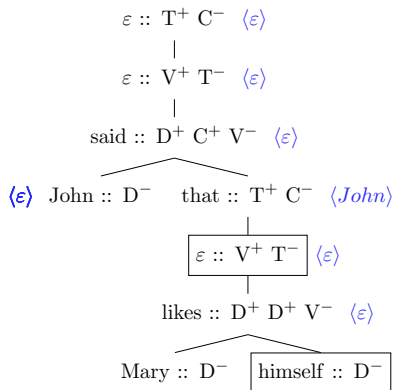 ε :: T⁺ C⁻ ⟨ε⟩
ε :: V⁺ T⁻ ⟨ε⟩
said :: D⁺ C⁺ V⁻ ⟨ε⟩
⟨ε⟩ John :: D⁻ that :: T⁺ C⁻ ⟨John⟩
ε :: V⁺ T⁻ ⟨ε⟩
likes :: D⁺ D⁺ V⁻ ⟨ε⟩
Mary :: D⁻ himself :: D⁻